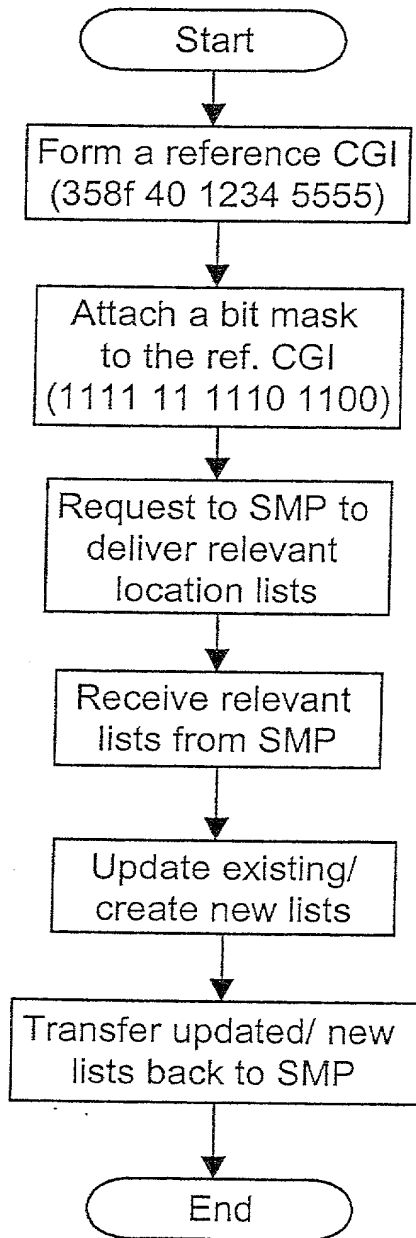 Start
Form a reference CGI
(358f 40 1234 5555)
Attach a bit mask
to the ref. CGI
(1111 11 1110 1100)
Request to SMP to
deliver relevant
location lists
Receive relevant
lists from SMP
Update existing/
create new lists
Transfer updated/ new
lists back to SMP
End